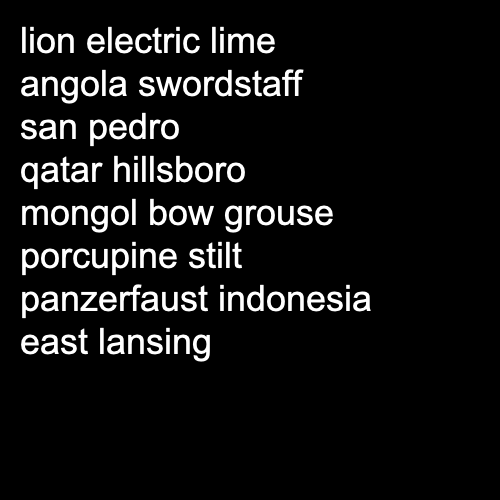 lion electric lime
angola swordstaff
san pedro
qatar hillsboro
mongol bow grouse
porcupine stilt
panzerfaust indonesia
east lansing